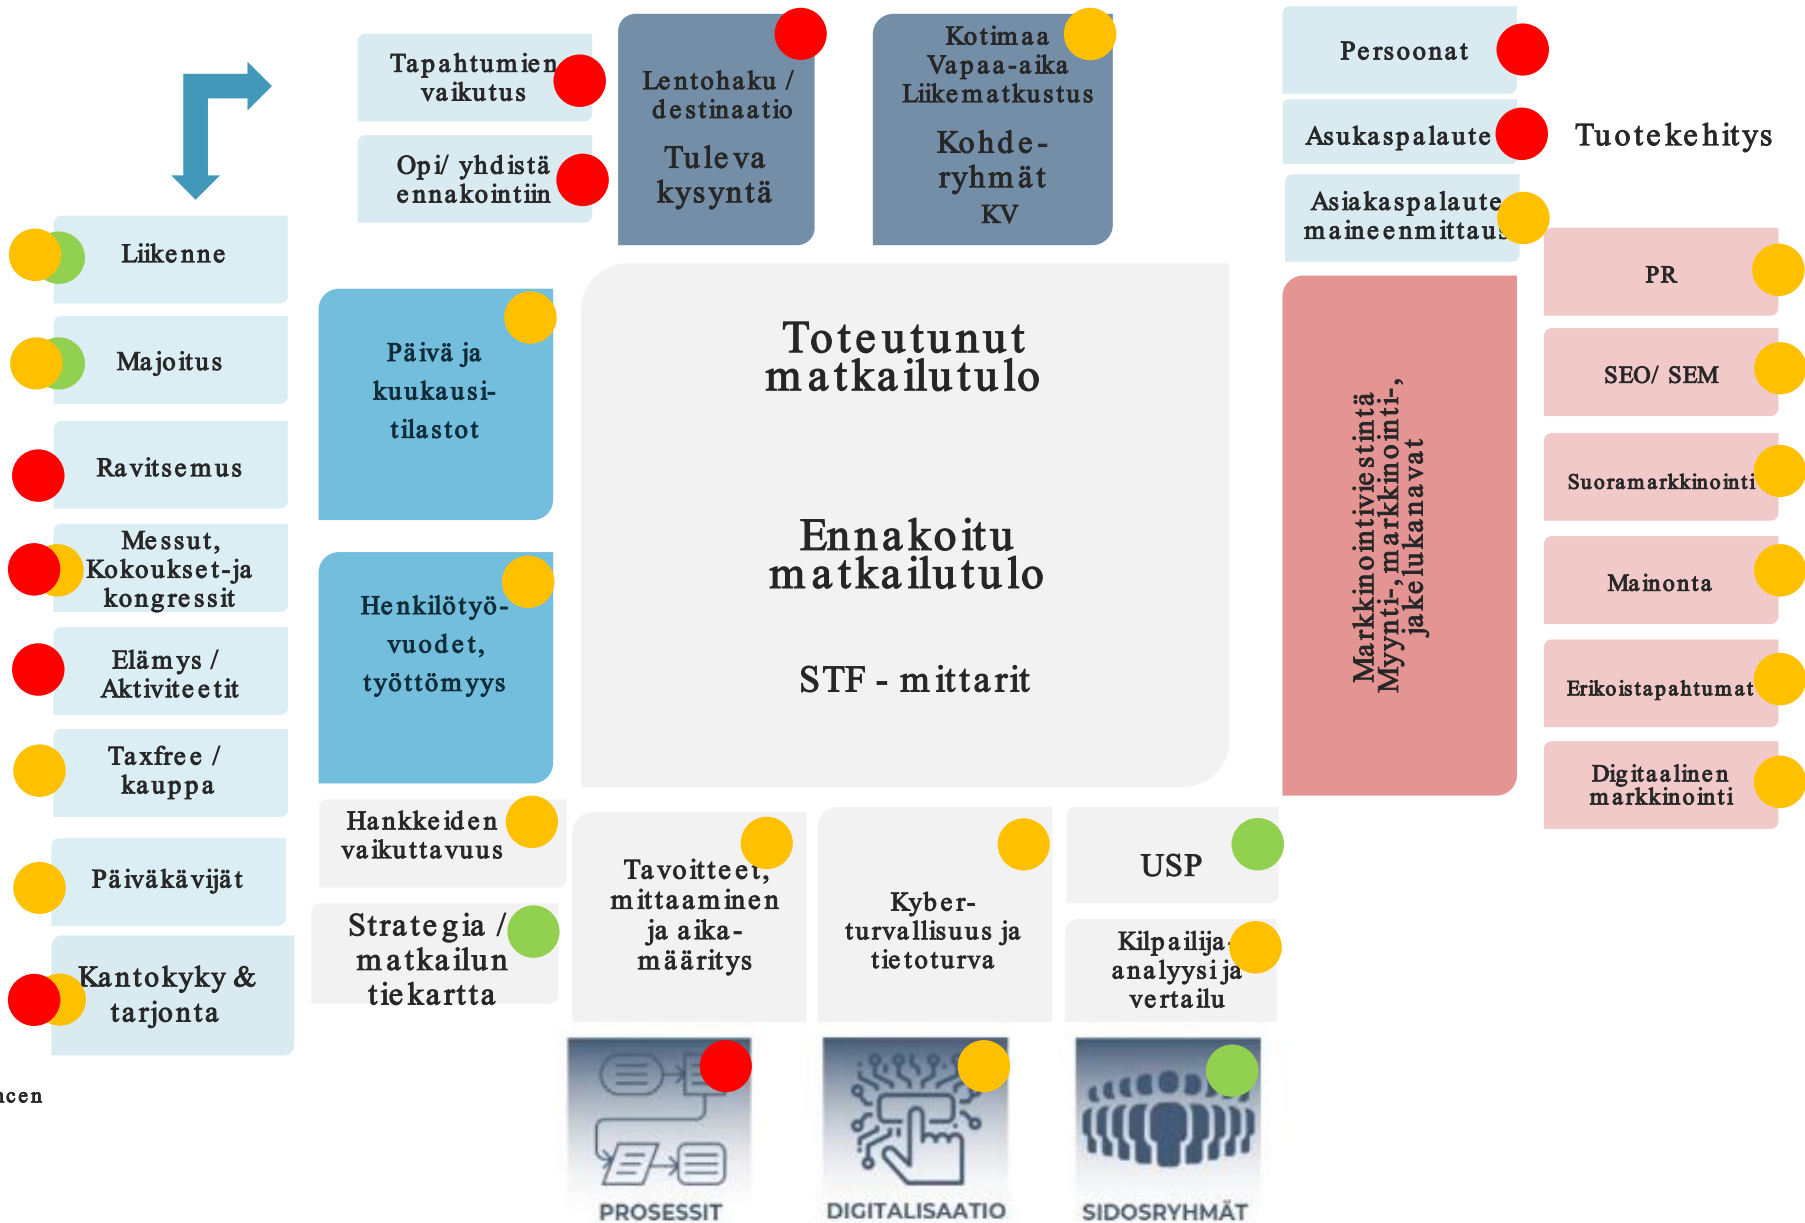 Tapahtumien
vaikutus
Opi/ yhdistä
ennakointiin
Lentohaku /
destinaatio
Tuleva
kysyntä
Kotimaa
Vapaa-aika
Liikematkustus
Kohde-
ryhmät
KV
Persoonat
Asukaspalaute
Asiakaspalaute
maineenmittaus
Tuotekehitys
Liikenne
Majoitus
Ravitsemus
Messut,
Kokoukset-ja
kongressit
Elämys /
Aktiviteetit
Taxfree /
kauppa
Päiväkävijät
Kantokyky &
tarjonta
Päivä ja
kuukausi-
tilastot
Henkilötyö-
vuodet,
työttömyys
Toteutunut
matkailutulo
Ennakoitu
matkailutulo
STF - mittarit
Markkinointiviestintä
Myynti-, markkinointi-,
jakelukanavat
PR
SEO/ SEM
Suoramarkkinointi
Mainonta
Erikoistapahtumat
Digitaalinen
markkinointi
Hankkeiden
vaikuttavuus
Strategia /
matkailun
tiekartta
Tavoitteet,
mittaaminen
ja aika-
määritys
Kyber-
turvallisuus ja
tietoturva
USP
Kilpailija-
analyysi ja
vertailu
PROSESSIT
DIGITALISAATIO
SIDOSRYHMÄT